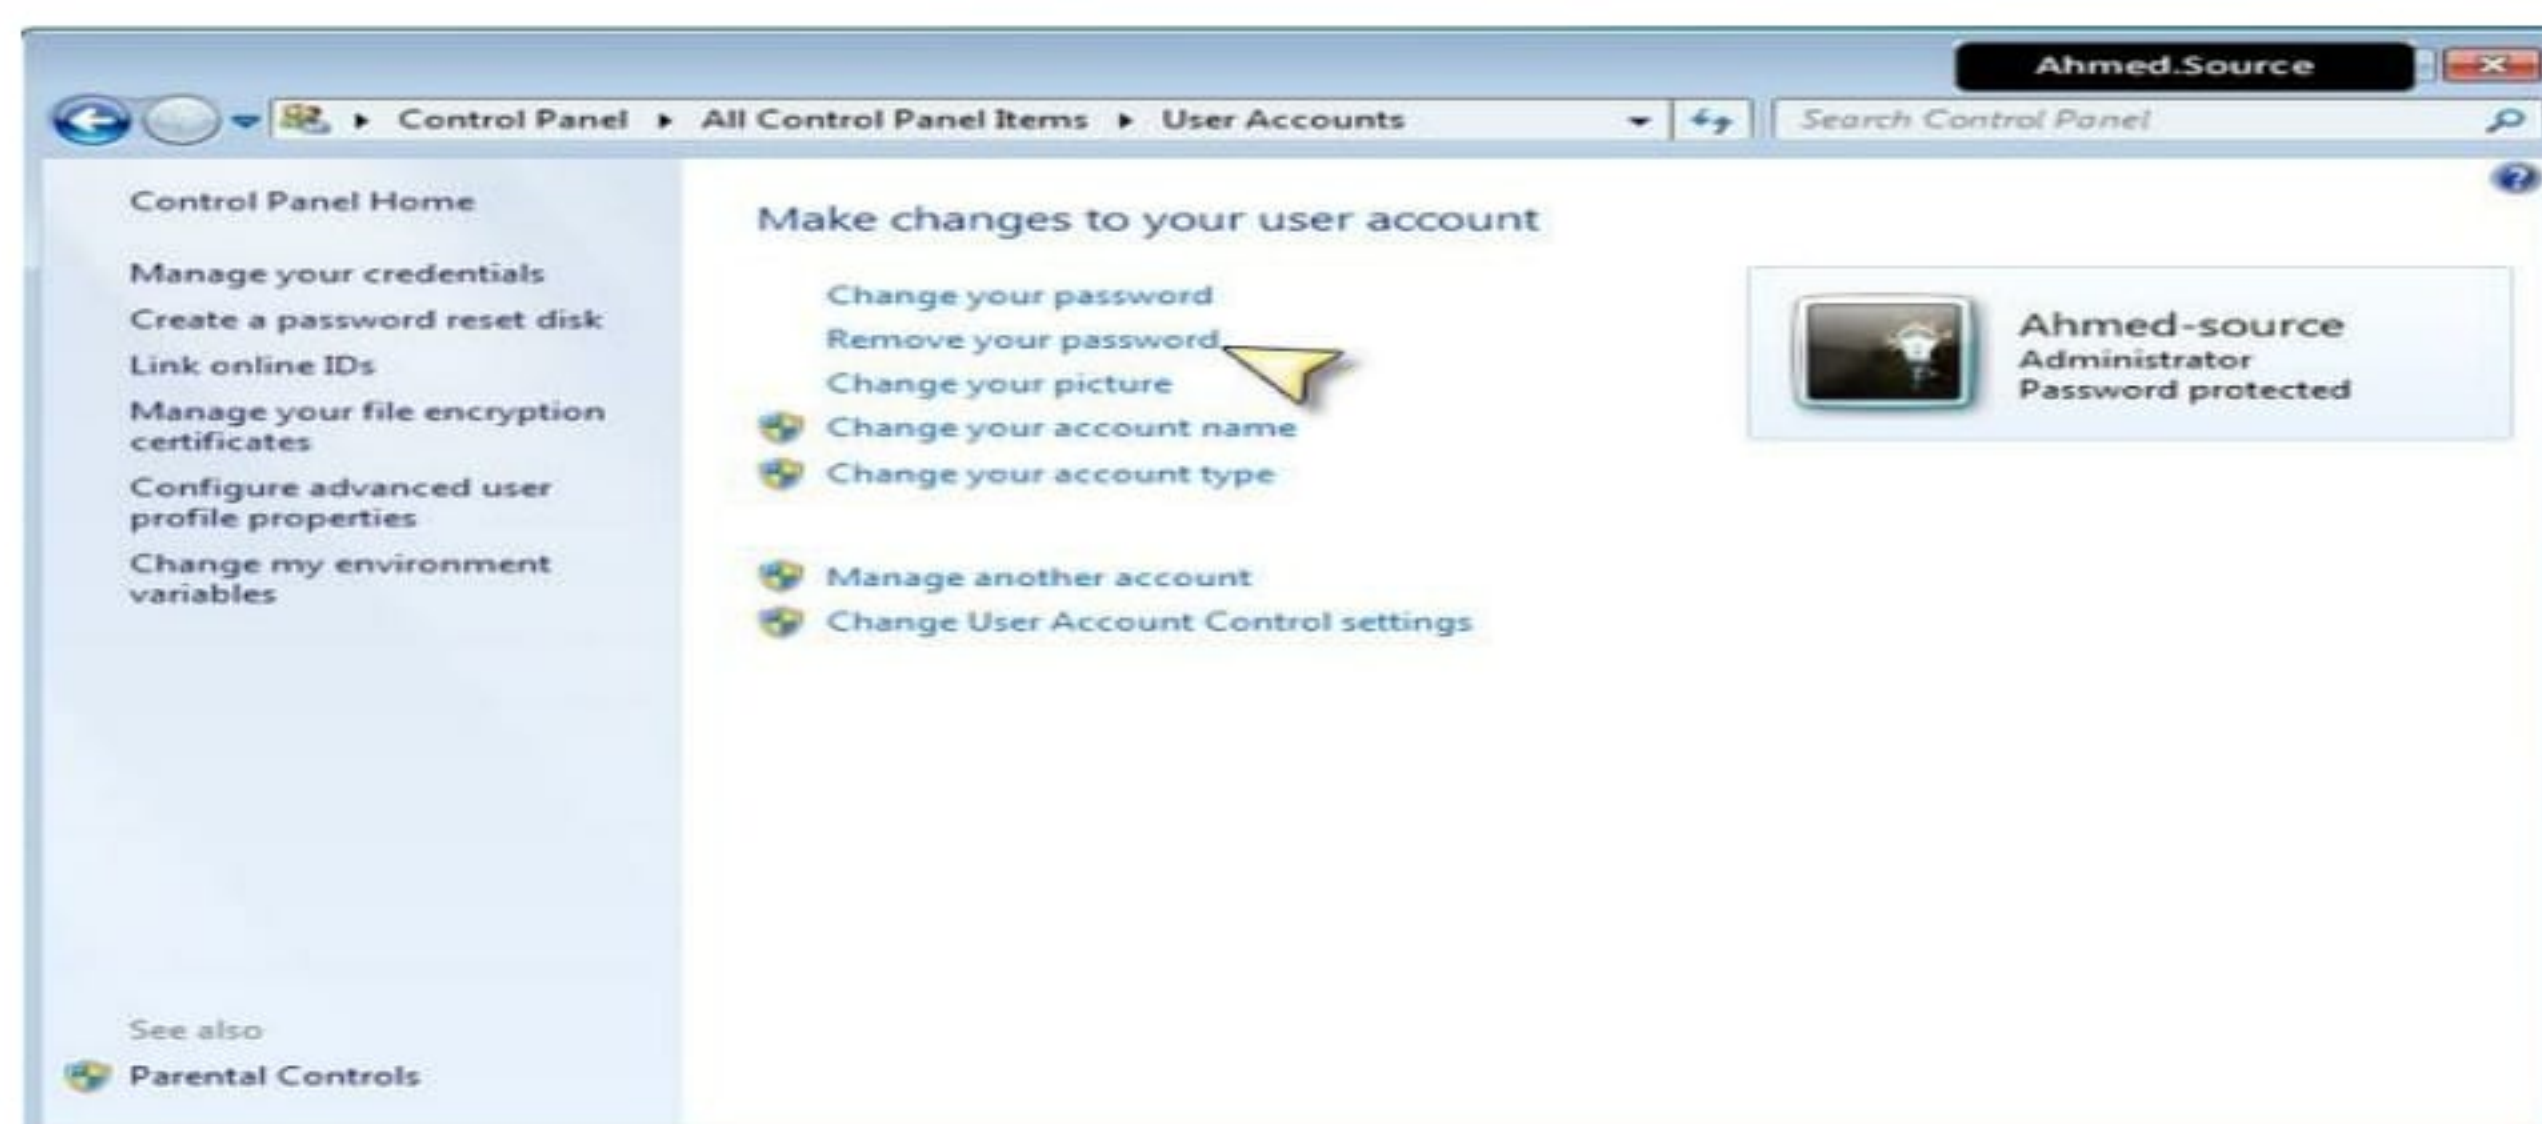 Ahmed.Source
Control Panel All Control Panel Items User Accounts
Search Control Panel
Control Panel Home
Manage your credentials
Create a password reset disk
Link online IDs
Manage your file encryption
certificates
Configure advanced user
profile properties
Change my environment
variables
See also
Parental Controls
Make changes to your user account
Change your password
Remove your password
Change your picture
Change your account name
Change your account type
Manage another account
Change User Account Control settings
Ahmed-source
Administrator
Password protected